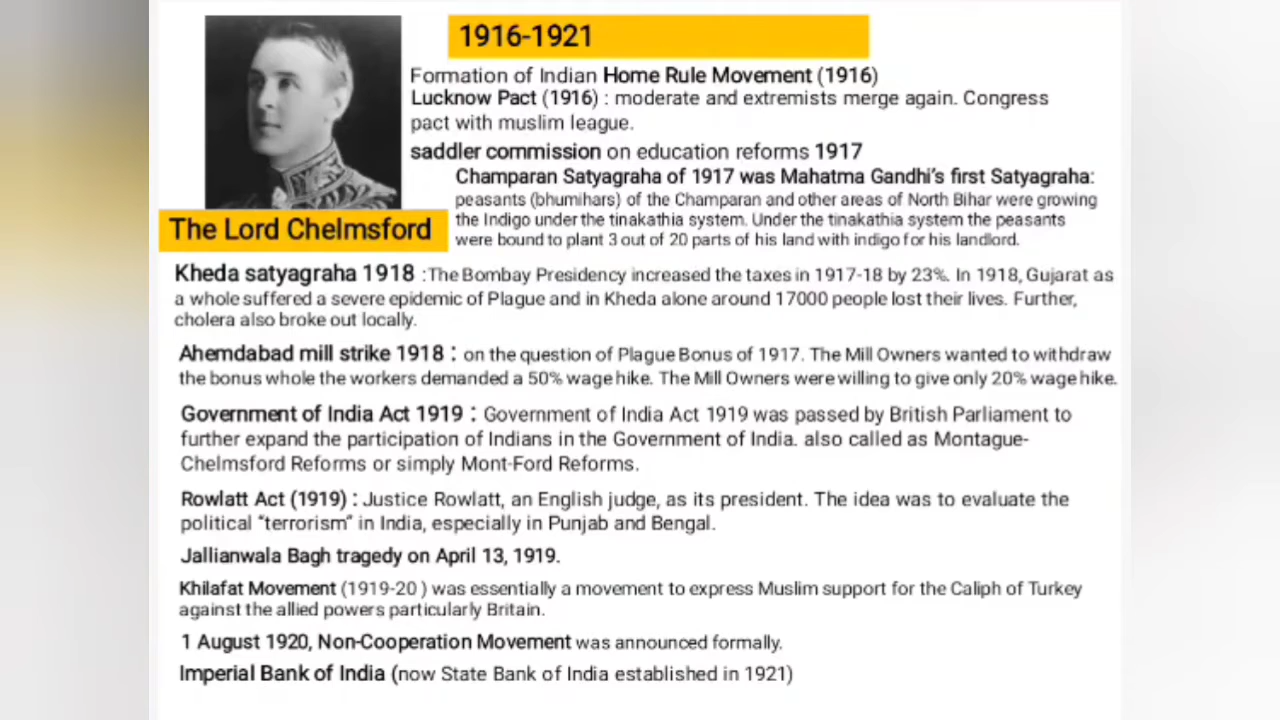 1916-1921
Formation of Indian Home Rule Movement (1916)
Lucknow Pact (1916) : moderate and extremists merge again. Congress
pact with muslim league.
saddler commission on education reforms 1917
Champaran Satyagraha of 1917 was Mahatma Gandhi's first Satyagraha:
peasants (bhumihars) of the Champaran and other areas of North Bihar were growing
the Indigo under the tinakathia system. Under the tinakathia system the peasants
were bound to plant 3 out of 20 parts of his land with indigo for his landlord.
The Lord Chelmsford
Kheda satyagraha 1918 :The Bombay Presidency increased the taxes in 1917-18 by 23%. In 1918, Gujarat as
a whole suffered a severe epidemic of Plague and in Kheda alone around 17000 people lost their lives. Further,
cholera also broke out locally.
Ahemdabad mill strike 1918 : on the question of Plague Bonus of 1917. The Mill Owners wanted to withdraw
the bonus whole the workers demanded a 50% wage hike. The Mill Owners were willing to give only 20% wage hike.
Government of India Act 1919 : Government of India Act 1919 was passed by British Parliament to
further expand the participation of Indians in the Government of India. also called as Montague-
Chelmsford Reforms or simply Mont-Ford Reforms.
Rowlatt Act (1919) : Justice Rowlatt, an English judge, as its president. The idea was to evaluate the
political "terrorism" in India, especially in Punjab and Bengal.
Jallianwala Bagh tragedy on April 13, 1919.
Khilafat Movement (1919-20 ) was essentially a movement to express Muslim support for the Caliph of Turkey
against the allied powers particularly Britain.
1 August 1920, Non-Cooperation Movement was announced formally.
Imperial Bank of India (now State Bank of India established in 1921)